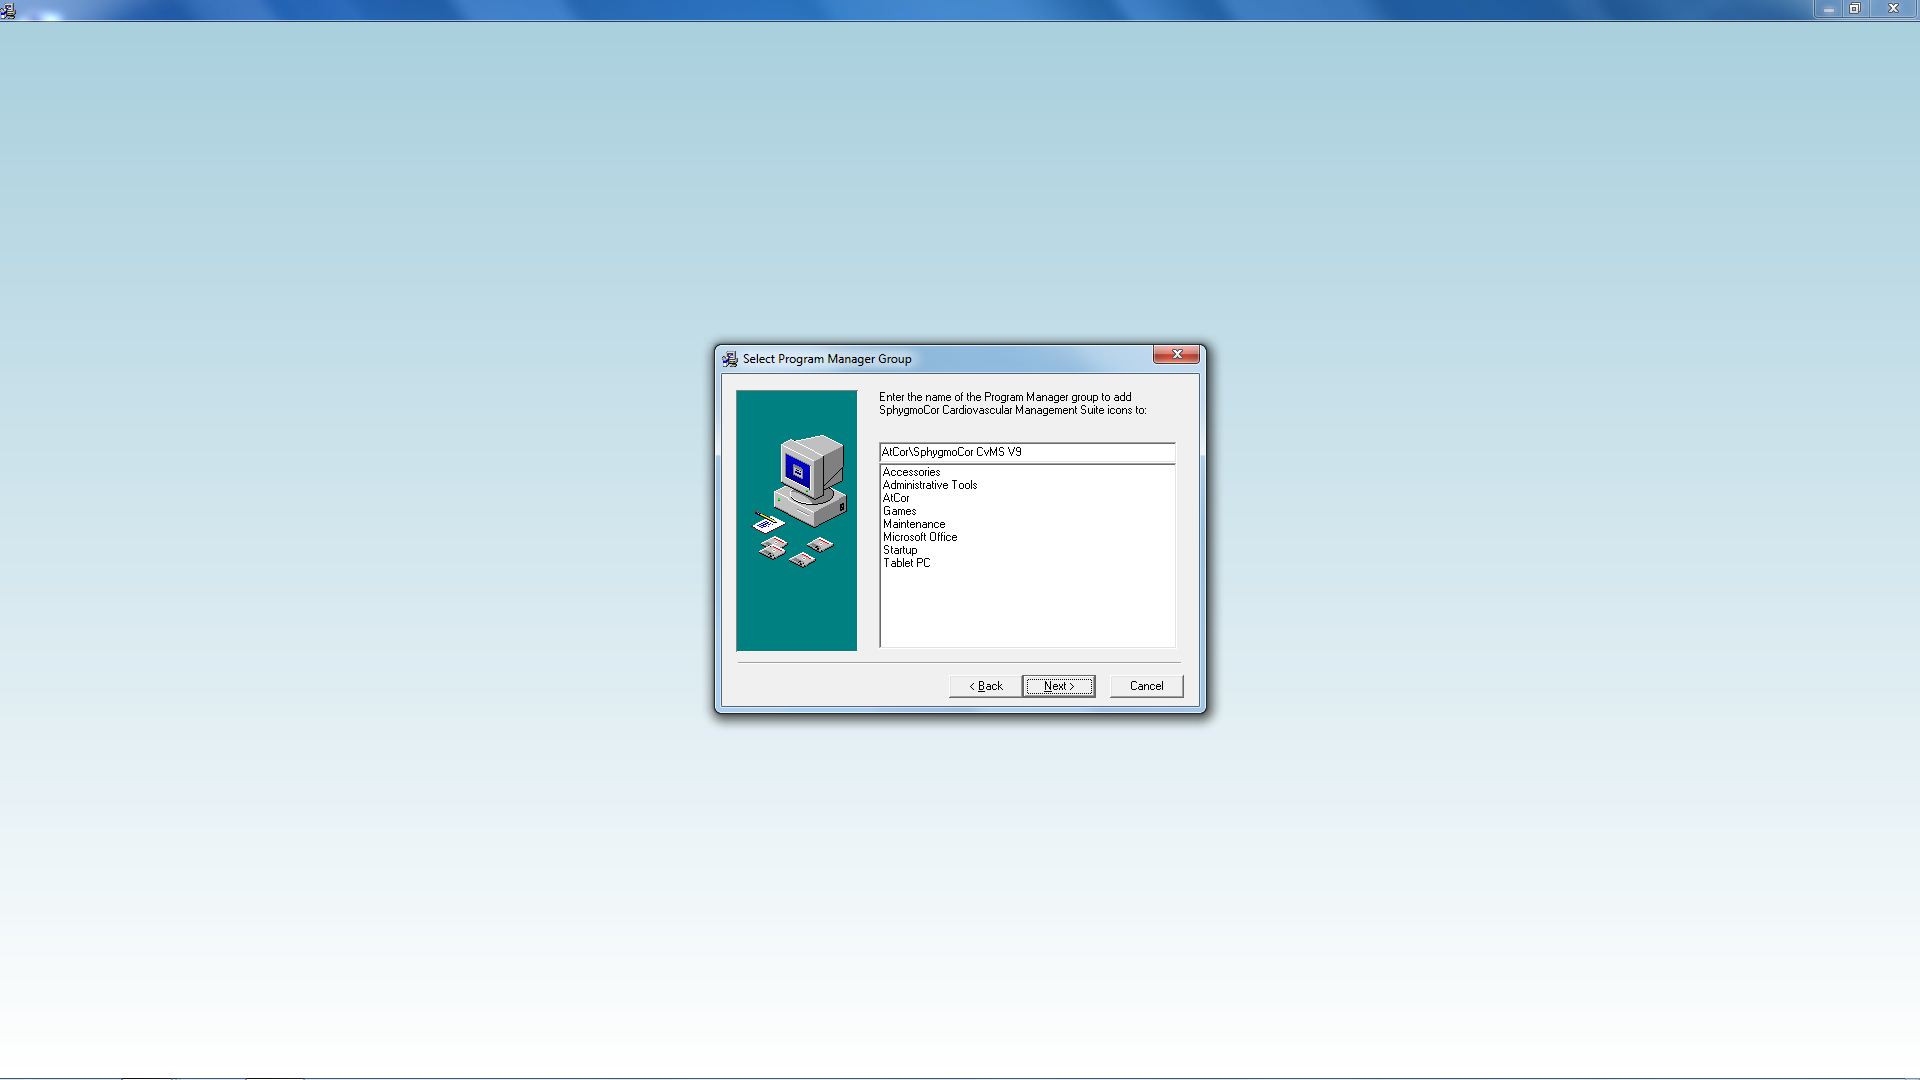 Select Program Manager Group
Enter the name of the Program Manager group to add
SphygmoCor Cardiovascular Management Suite icons to:
AtCor\SphygmoCor CvMS V9
Accessories
Administrative Tools
AtCor
Games
Maintenance
Microsoft Office
Startup
Tablet PC
< Back
Next >
Cancel